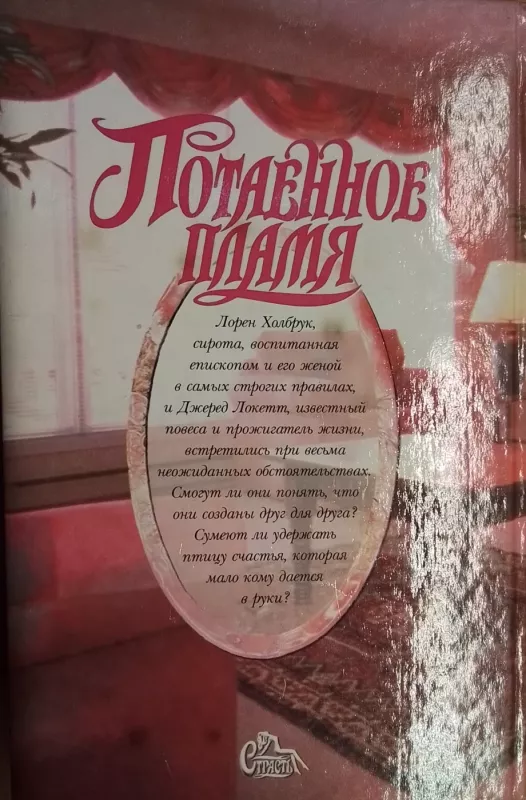 Потаенное
пламя
Лорен Холбрук,
сирота, воспитанная
епископом и его женой
в самых строгих правилах,
и Джеред Локетт, известный
повеса и прожигатель жизни,
встретились при весьма
неожиданных обстоятельствах.
Смогут ли они понять, что
они созданы друг для друга?
Сумеют ли удержать
птицу счастья, которая
мало кому дается
в руки?
Страсть